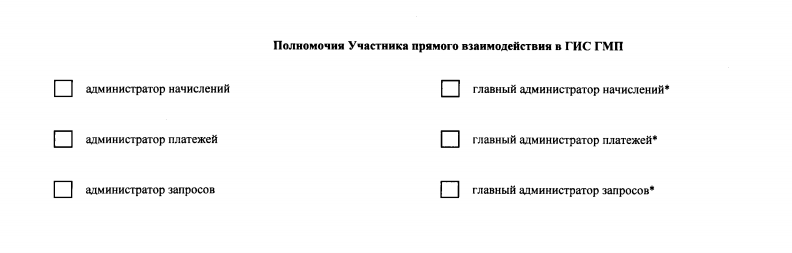 Полномочия Участника прямого взаимодействия в ГИС ГМП
администратор начислений
главный администратор начислений*
администратор платежей
главный администратор платежей*
администратор запросов
главный администратор запросов*